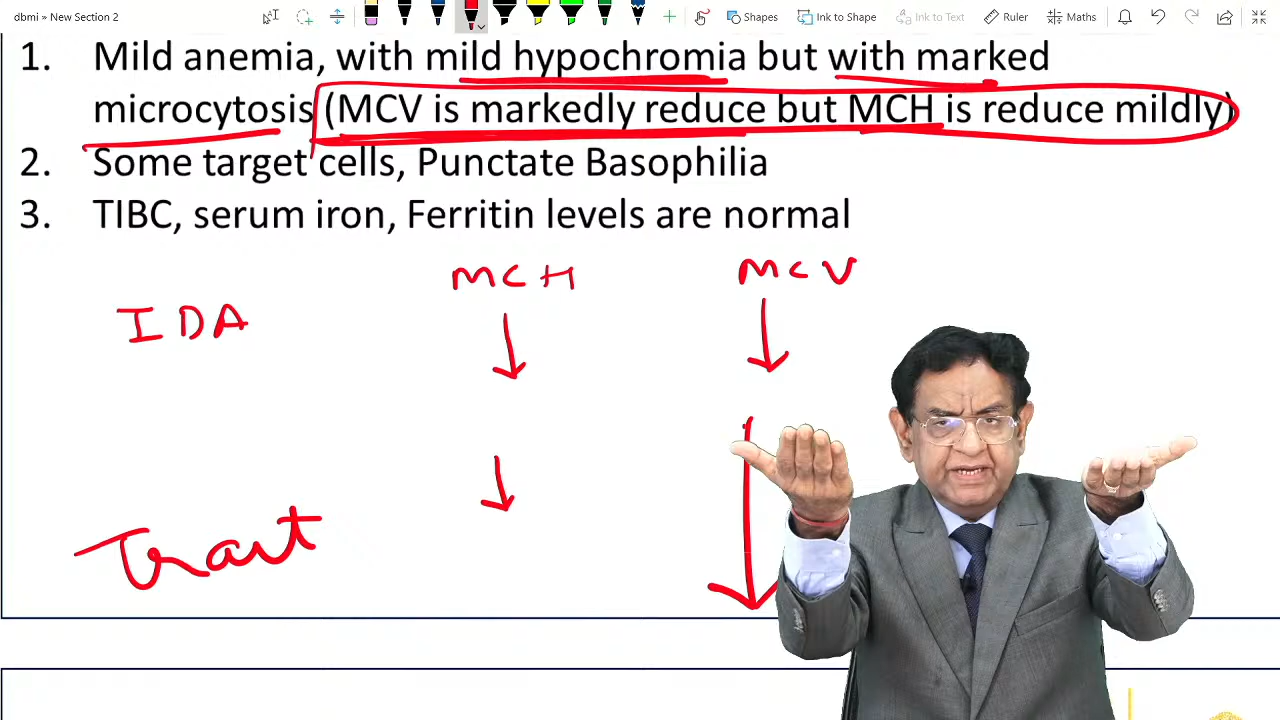 dbmi » New Section 2
Shapes Ink to Shape Ink to Text Ruler Maths
1. Mild anemia, with mild hypochromia but with marked
microcytosis (MCV is markedly reduce but MCH is reduce mildly)
2. Some target cells, Punctate Basophilia
3. TIBC, serum iron, Ferritin levels are normal
MCH MCV
IDA
Trait